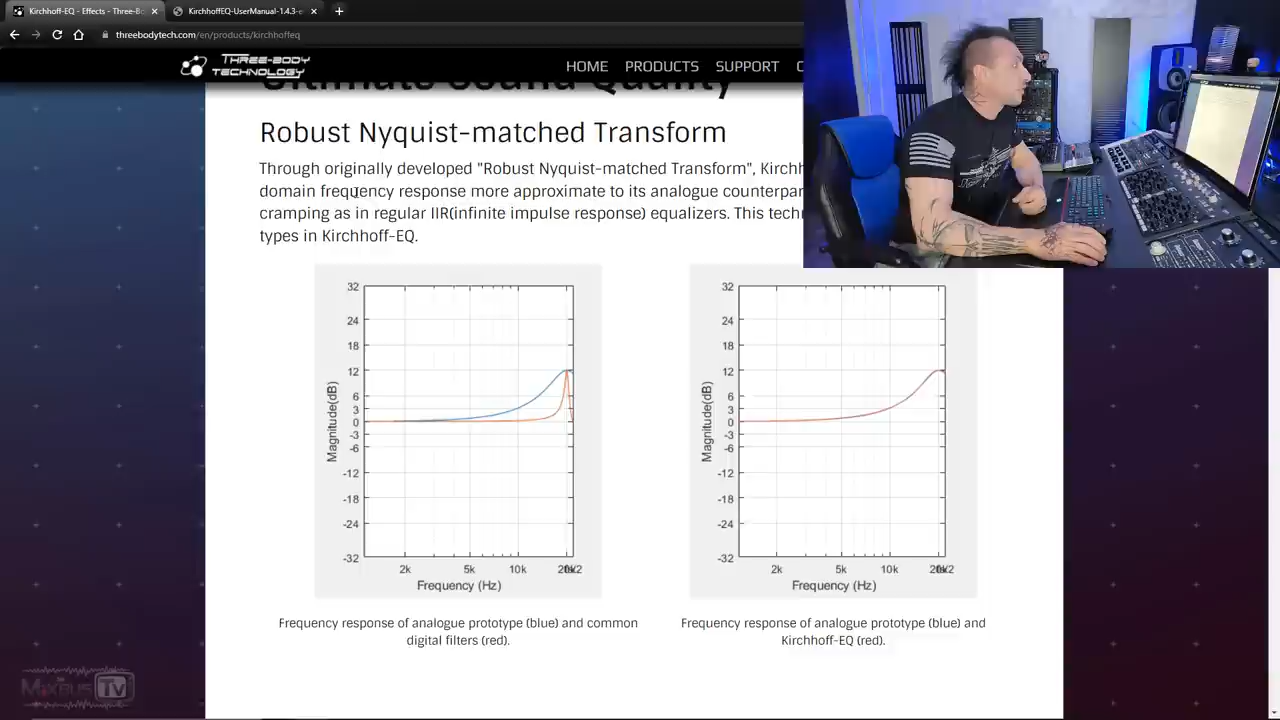 Kirchhoff-EQ - Effects - Three-Bo
KirchhoffEQ-UserManual-1.4.3-e
threebodytech.com/en/products/kirchhoffeq
THREE-BODY
TECHNOLOGY
HOME
PRODUCTS
SUPPORT
Ultimate Sound Quality
Robust Nyquist-matched Transform
Through originally developed "Robust Nyquist-matched Transform", Kirchh
domain frequency response more approximate to its analogue counterpar
cramping as in regular IIR(infinite impulse response) equalizers. This tech
types in Kirchhoff-EQ.
32
24
18
12
6
3
0
-3
-6
-12
-18
-24
-32
Magnitude(dB)
2k
5k
10k
Frequency (Hz)
32
24
18
12
6
3
0
-3
-6
-12
-18
-24
-32
Magnitude(dB)
2k
5k
10k
Frequency (Hz)
Frequency response of analogue prototype (blue) and common
digital filters (red).
Frequency response of analogue prototype (blue) and
Kirchhoff-EQ (red).
MixBus TV